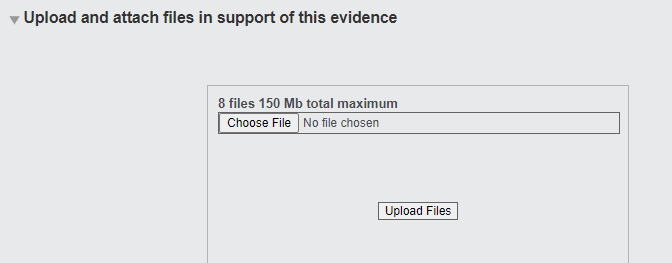 Upload and attach files in support of this evidence
8 files 150 Mb total maximum
Choose File No file chosen
Upload Files